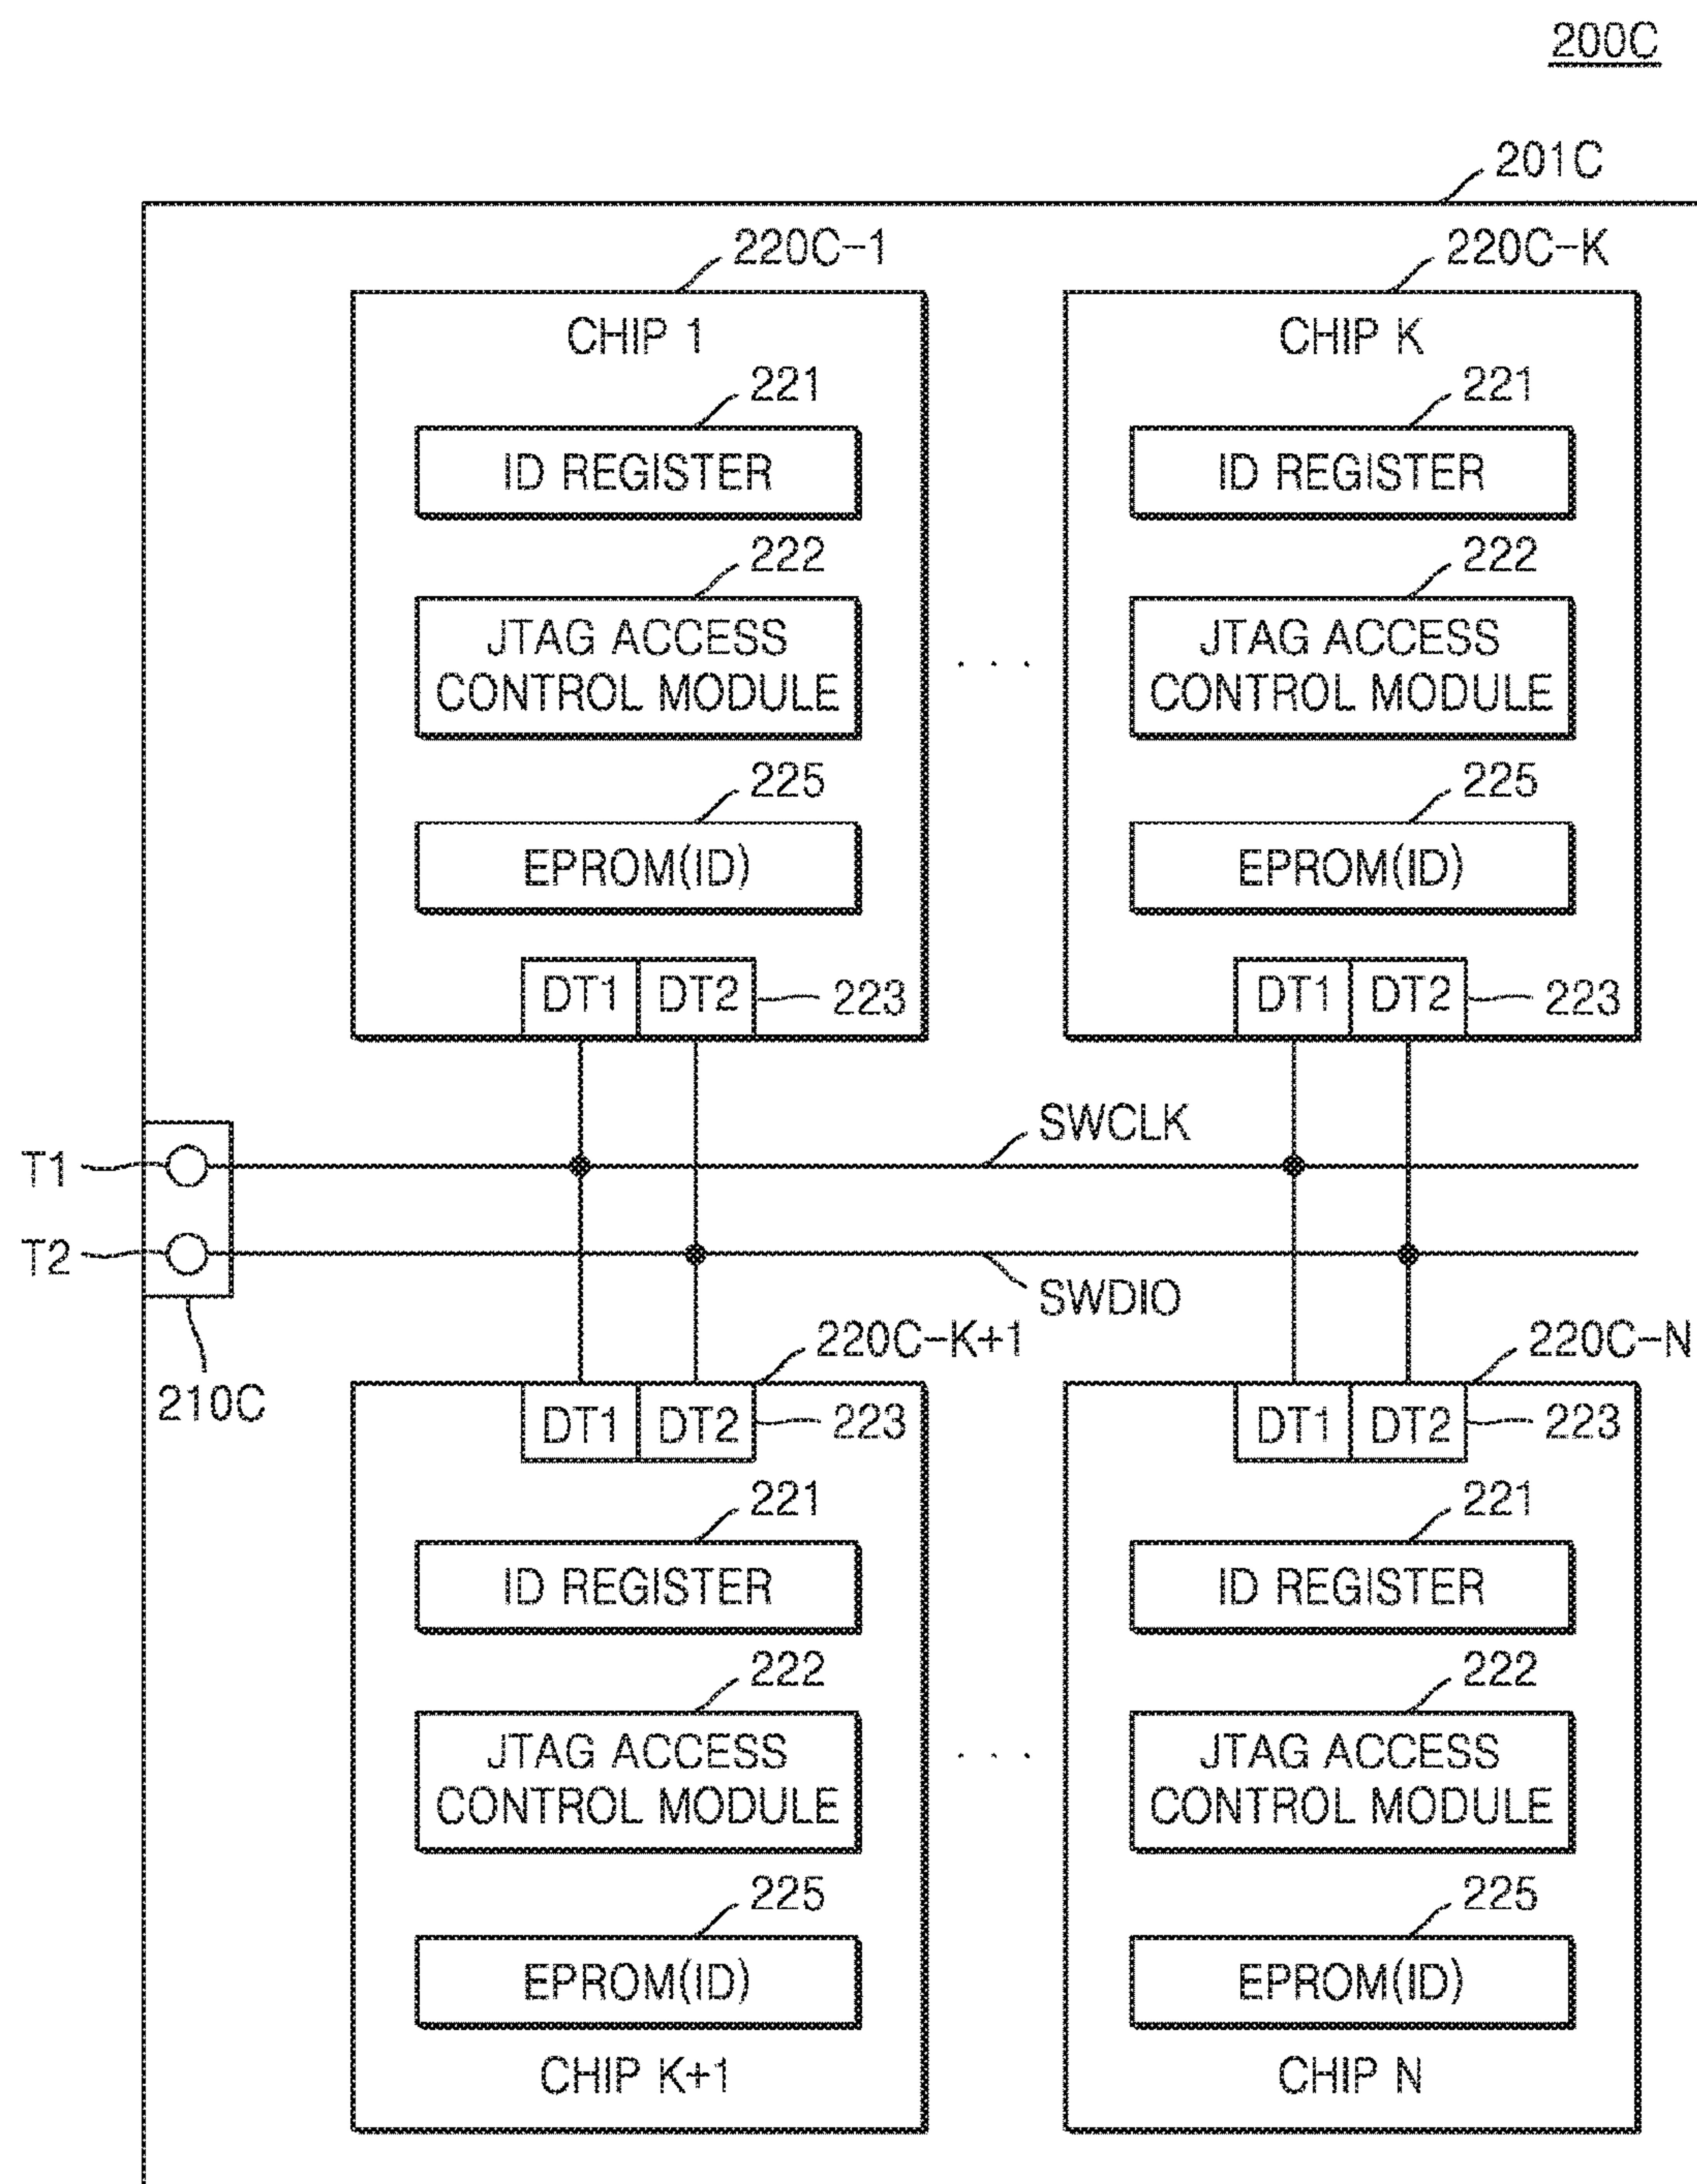 200C
201C
220C-1
220C-K
CHIP 1
CHIP K
221
221
ID REGISTER
ID REGISTER
222
222
JTAG ACCESS
CONTROL MODULE
JTAG ACCESS
CONTROL MODULE
. . .
225
225
EPROM(ID)
EPROM(ID)
DT1
DT2
223
DT1
DT2
223
SWCLK
T1
T2
SWDIO
210C
220C-K+1
220C-N
DT1
DT2
223
DT1
DT2
223
221
221
ID REGISTER
ID REGISTER
222
222
JTAG ACCESS
CONTROL MODULE
JTAG ACCESS
CONTROL MODULE
. . .
225
225
EPROM(ID)
EPROM(ID)
CHIP K+1
CHIP N